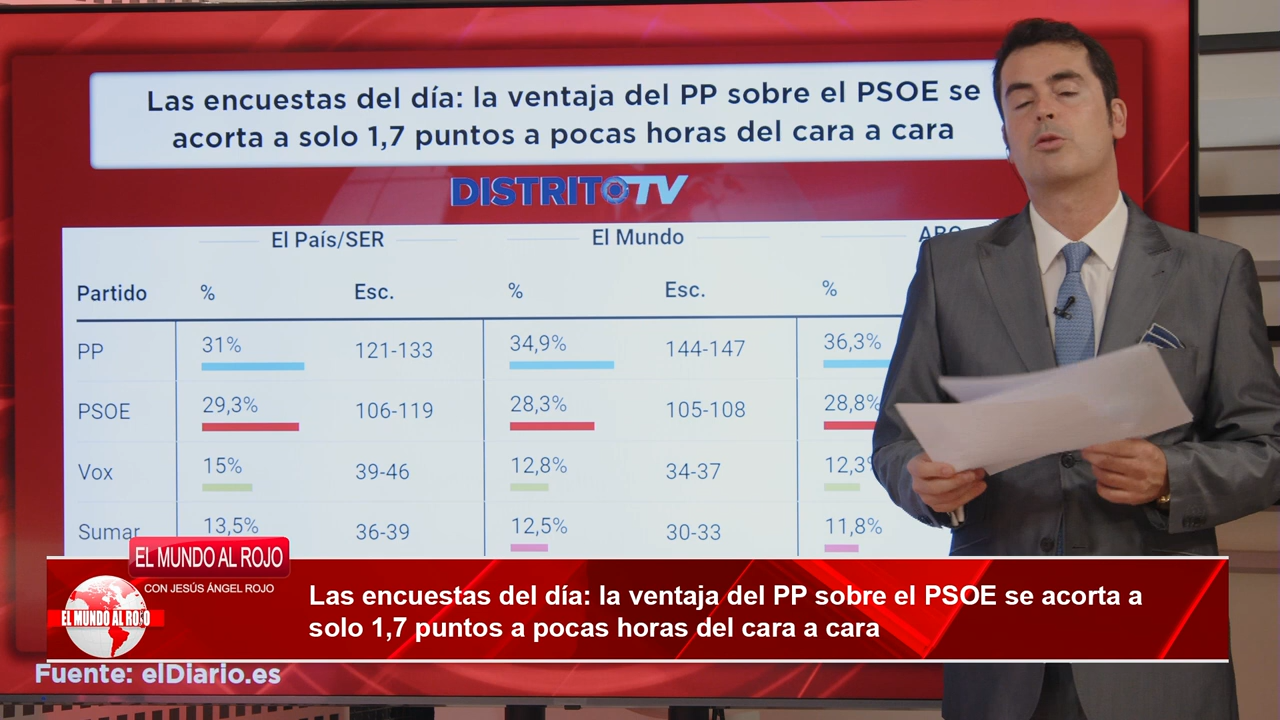 Las encuestas del día: la ventaja del PP sobre el PSOE se
acorta a solo 1,7 puntos a pocas horas del cara a cara
DISTRITOTV
El País/SER El Mundo
Partido % Esc. % Esc. %
PP 31% 121-133 34,9% 144-147 36,3%
PSOE 29,3% 106-119 28,3% 105-108 28,8%
Vox 15% 39-46 12,8% 34-37 12,3%
Sumar 13,5% 36-39 12,5% 30-33 11,8%
EL MUNDO AL ROJO
CON JESÚS ÁNGEL ROJO
EL MUNDO AL ROJO
Las encuestas del día: la ventaja del PP sobre el PSOE se acorta a
solo 1,7 puntos a pocas horas del cara a cara
Fuente: elDiario.es